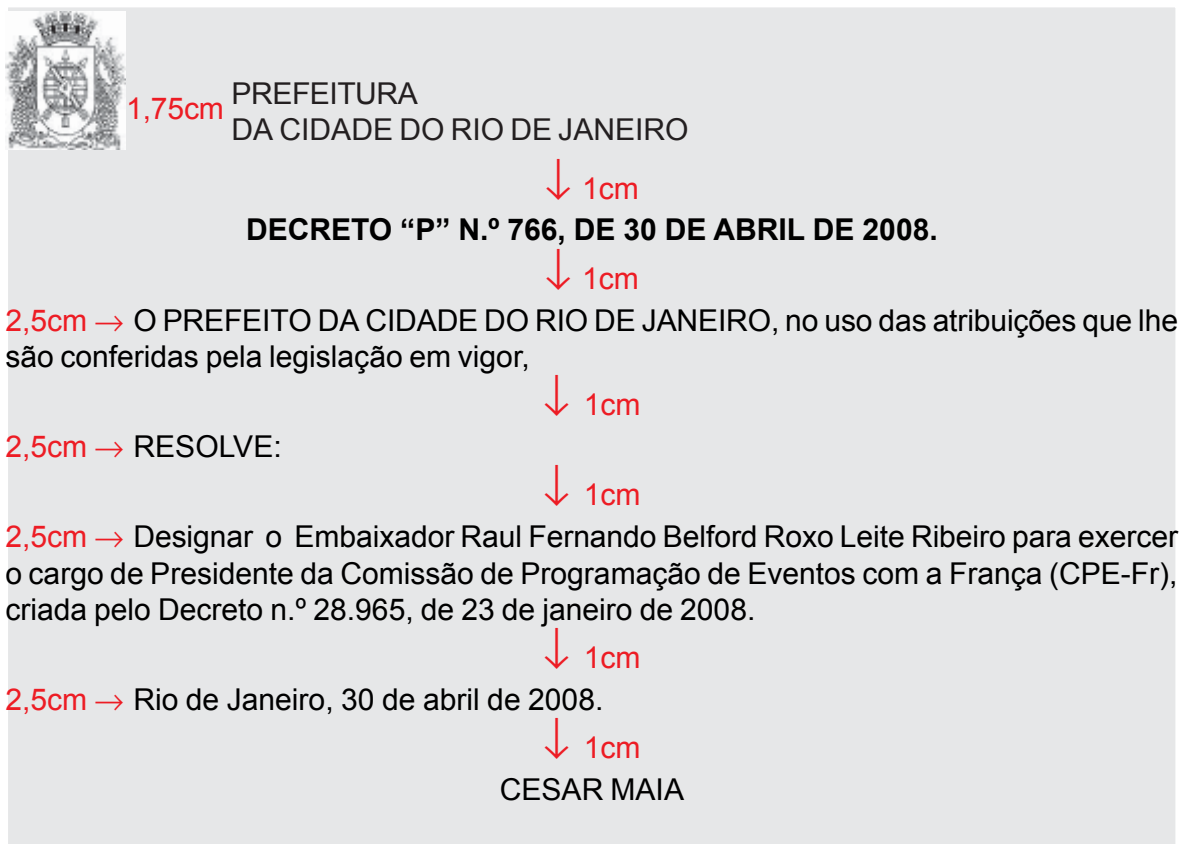 1,75cm PREFEITURA
DA CIDADE DO RIO DE JANEIRO
↓ 1cm
DECRETO “P” N.º 766, DE 30 DE ABRIL DE 2008.
↓ 1cm
2,5cm → O PREFEITO DA CIDADE DO RIO DE JANEIRO, no uso das atribuições que lhe
são conferidas pela legislação em vigor,
↓ 1cm
2,5cm → RESOLVE:
↓ 1cm
2,5cm → Designar o Embaixador Raul Fernando Belford Roxo Leite Ribeiro para exercer
o cargo de Presidente da Comissão de Programação de Eventos com a França (CPE-Fr),
criada pelo Decreto n.º 28.965, de 23 de janeiro de 2008.
↓ 1cm
2,5cm → Rio de Janeiro, 30 de abril de 2008.
↓ 1cm
CESAR MAIA